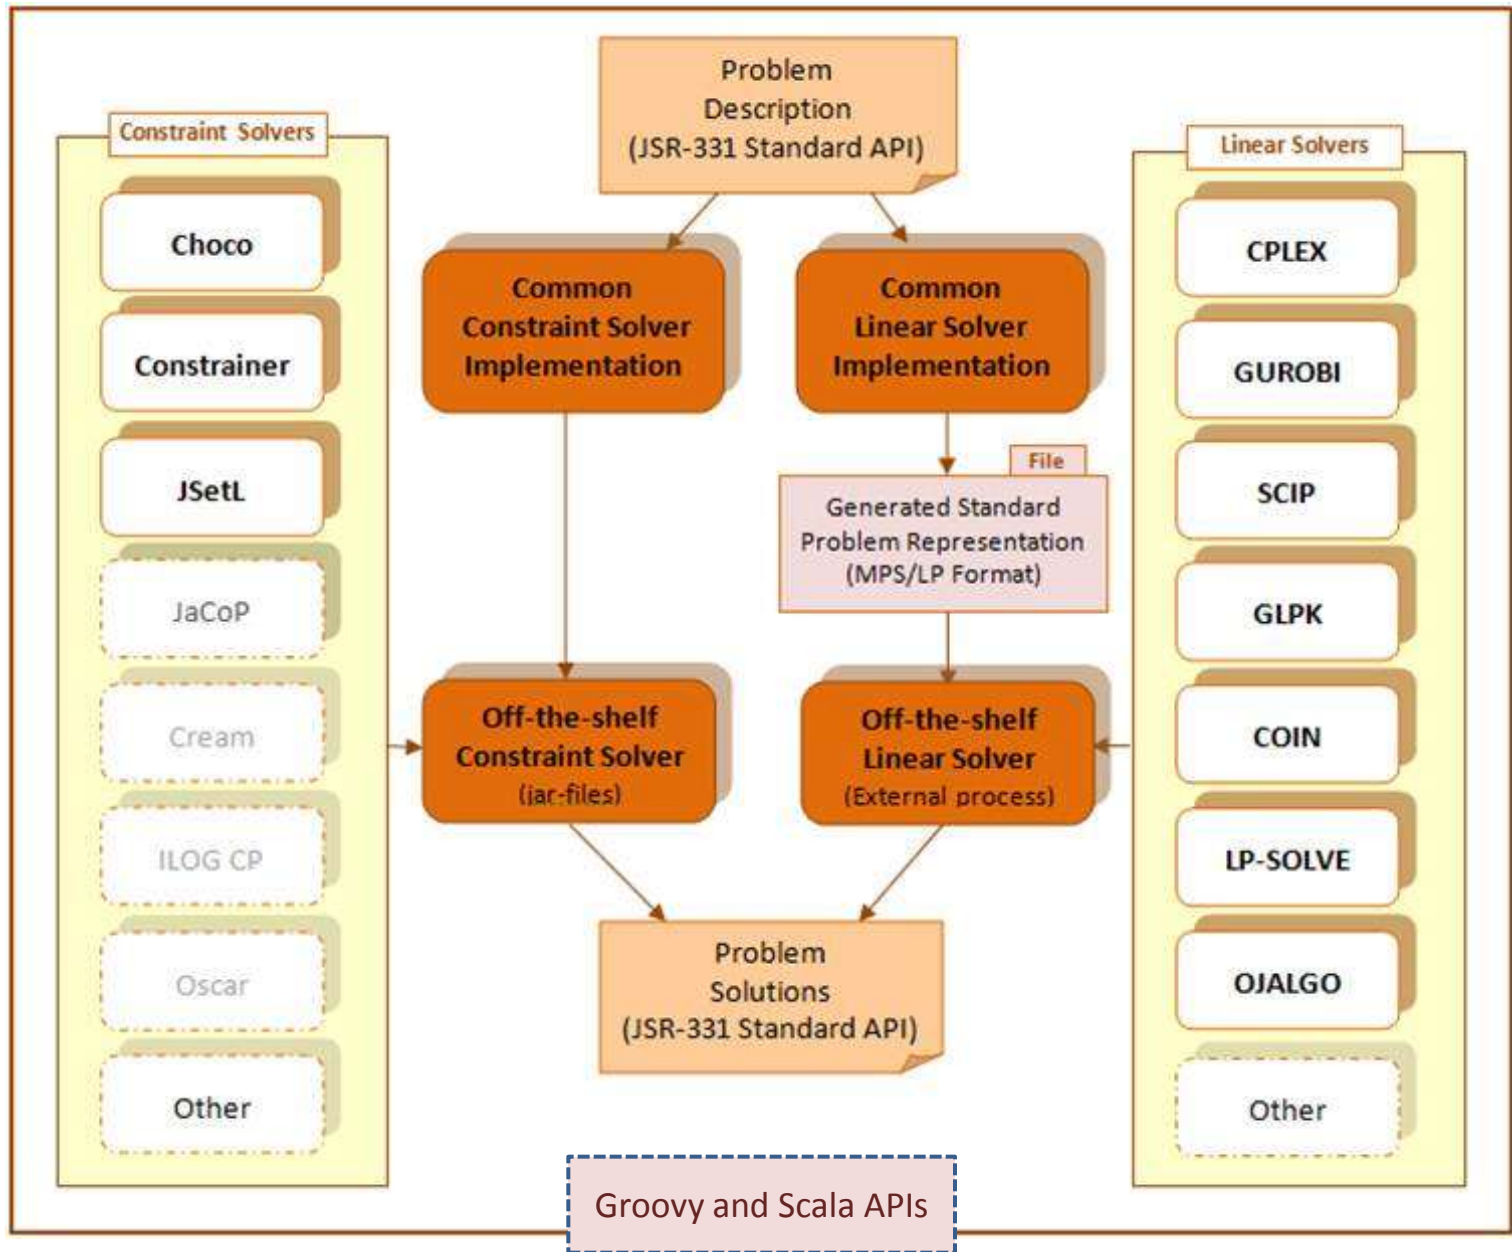 Problem
Description
(JSR-331 Standard API)
Constraint Solvers
Choco
Constrainer
JSetL
JaCoP
Cream
ILOG CP
Oscar
Other
Common
Constraint Solver
Implementation
Common
Linear Solver
Implementation
File
Generated Standard
Problem Representation
(MPS/LP Format)
Off-the-shelf
Constraint Solver
(jar-files)
Off-the-shelf
Linear Solver
(External process)
Problem
Solutions
(JSR-331 Standard API)
Linear Solvers
CPLEX
GUROBI
SCIP
GLPK
COIN
LP-SOLVE
OJALGO
Other
Groovy and Scala APIs